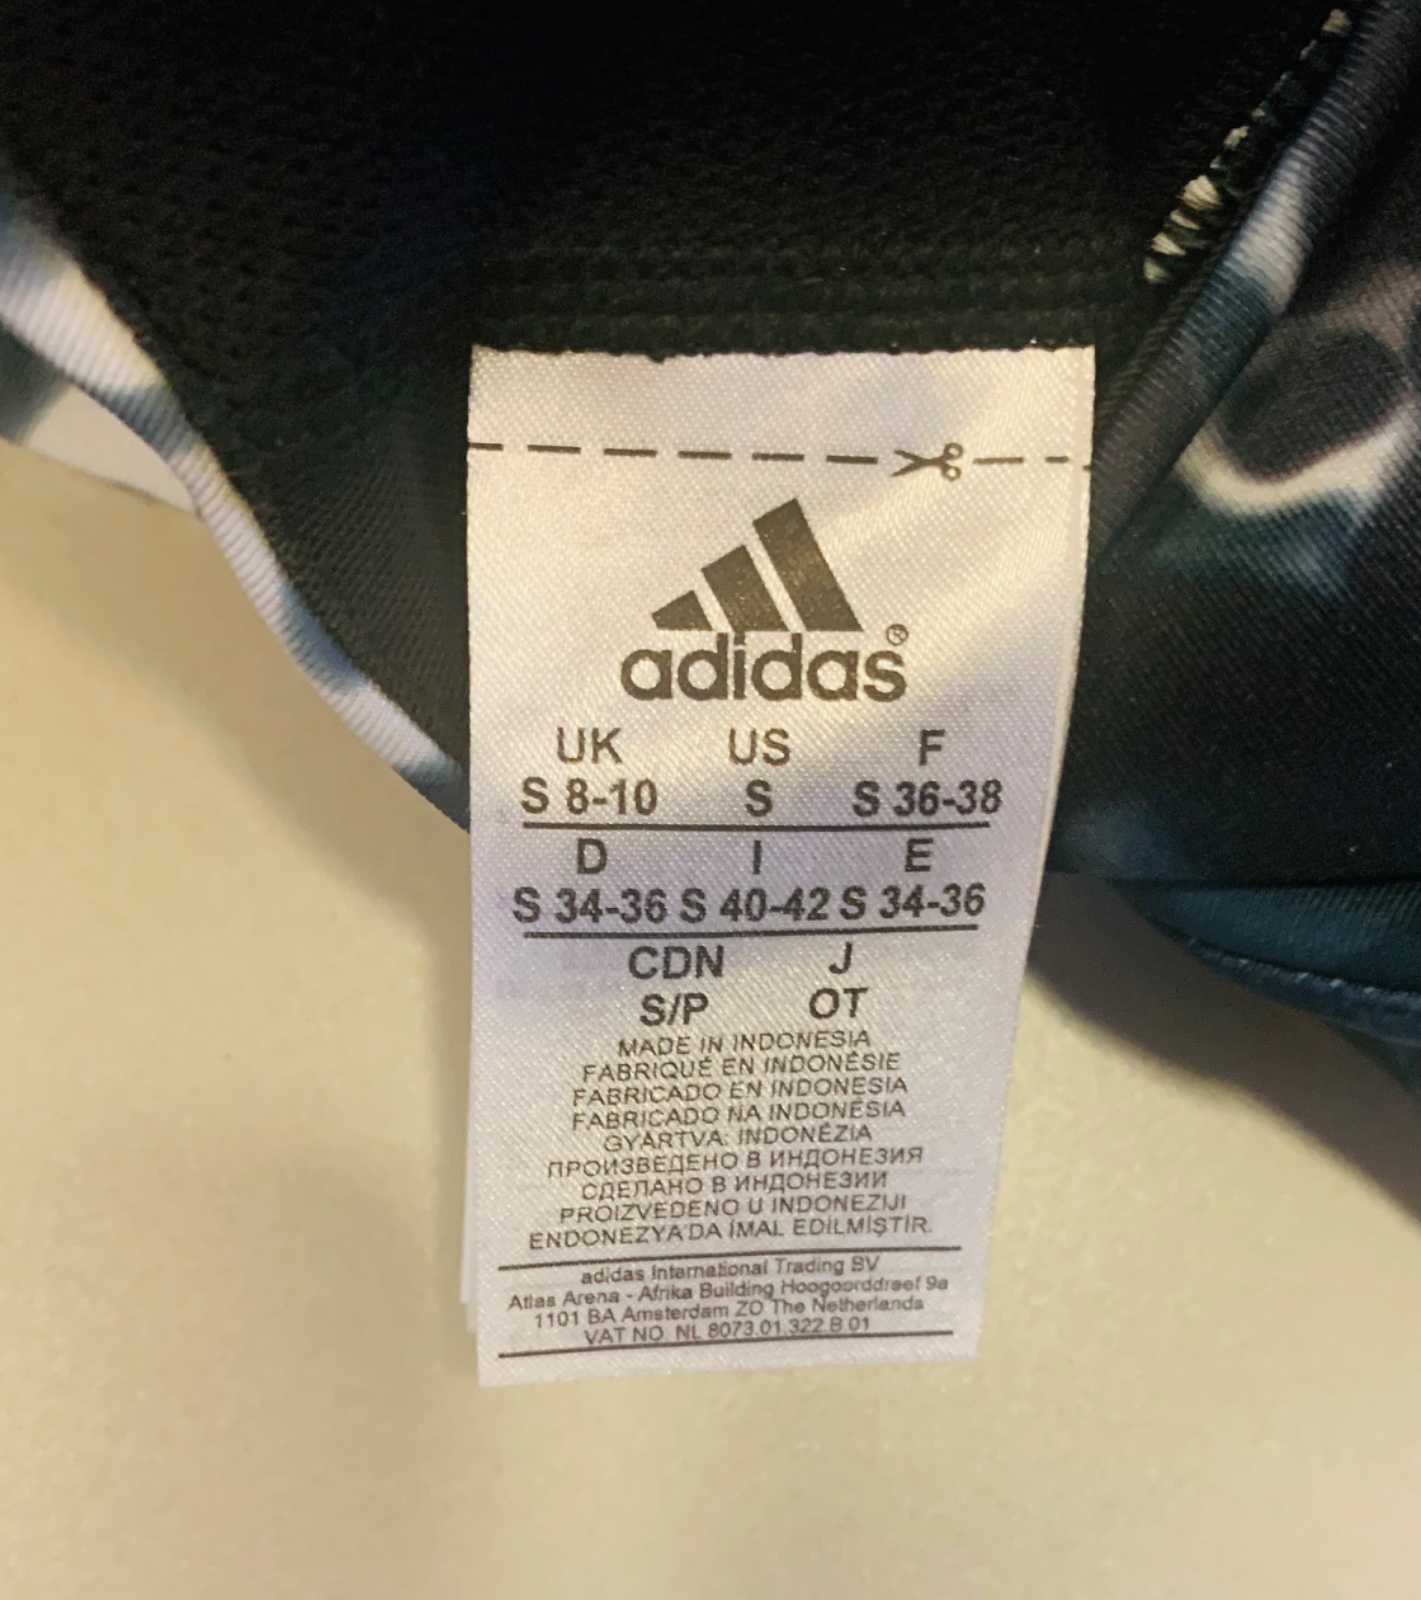 adidas®
UK US F
S 8-10 S S 36-38
D I E
S 34-36 S 40-42 S 34-36
CDN J
S/P OT
MADE IN INDONESIA
FABRIQUÉ EN INDONÉSIE
FABRICADO EN INDONESIA
FABRICADO NA INDONÉSIA
GYÁRTVA: INDONÉZIA
ПРОИЗВЕДЕНО В ИНДОНЕЗИЯ
СДЕЛАНО В ИНДОНЕЗИИ
PROIZVEDENO U INDONEZIJI
ENDONEZYA'DA İMAL EDİLMİŞTİR.
adidas International Trading BV
Atlas Arena - Afrika Building Hoogoorddreef 9a
1101 BA Amsterdam ZO The Netherlands
VAT NO. NL 8073.01.322.B.01